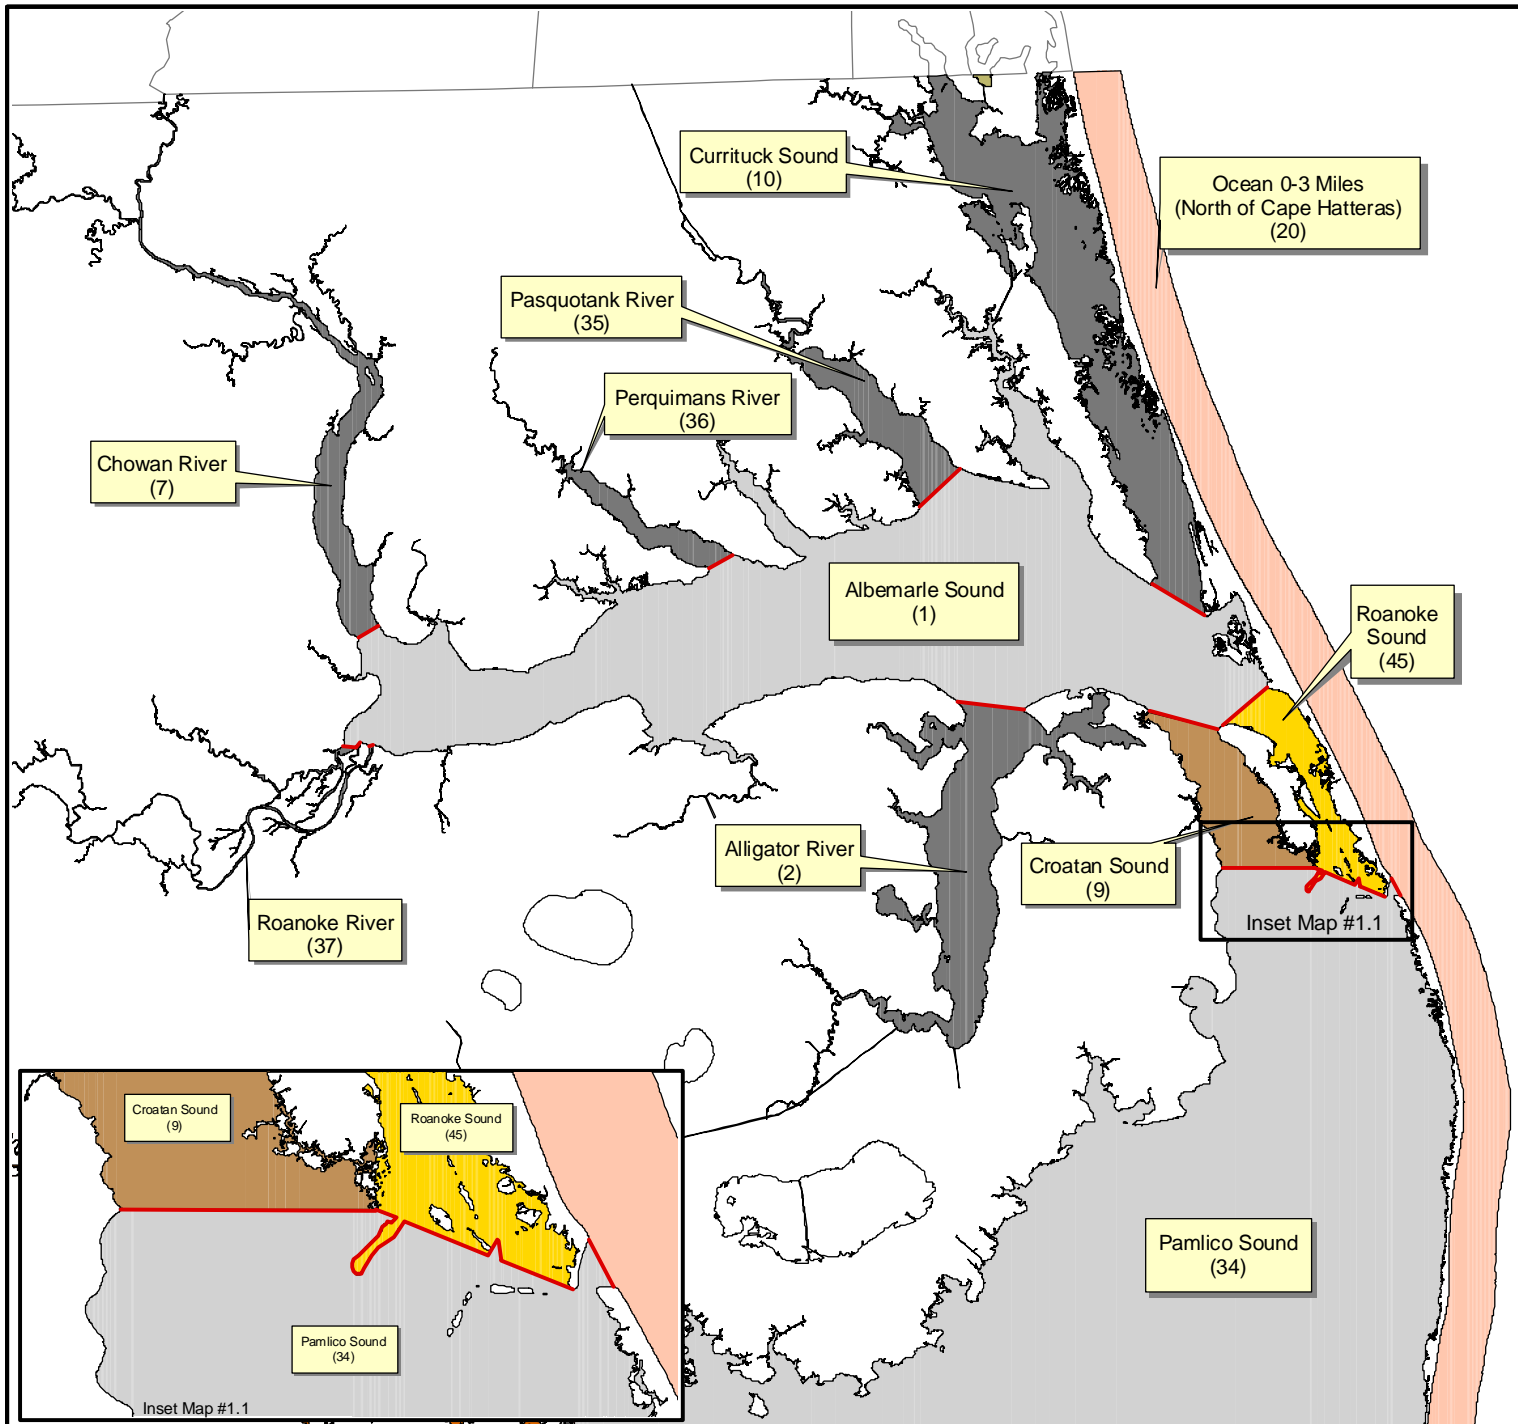 Currituck Sound
(10)
Ocean 0-3 Miles
(North of Cape Hatteras)
(20)
Pasquotank River
(35)
Perquimans River
(36)
Chowan River
(7)
Albemarle Sound
(1)
Roanoke
Sound
(45)
Alligator River
(2)
Croatan Sound
(9)
Roanoke River
(37)
Inset Map #1.1
Croatan Sound
(9)
Roanoke Sound
(45)
Pamlico Sound
(34)
Pamlico Sound
(34)
Inset Map #1.1